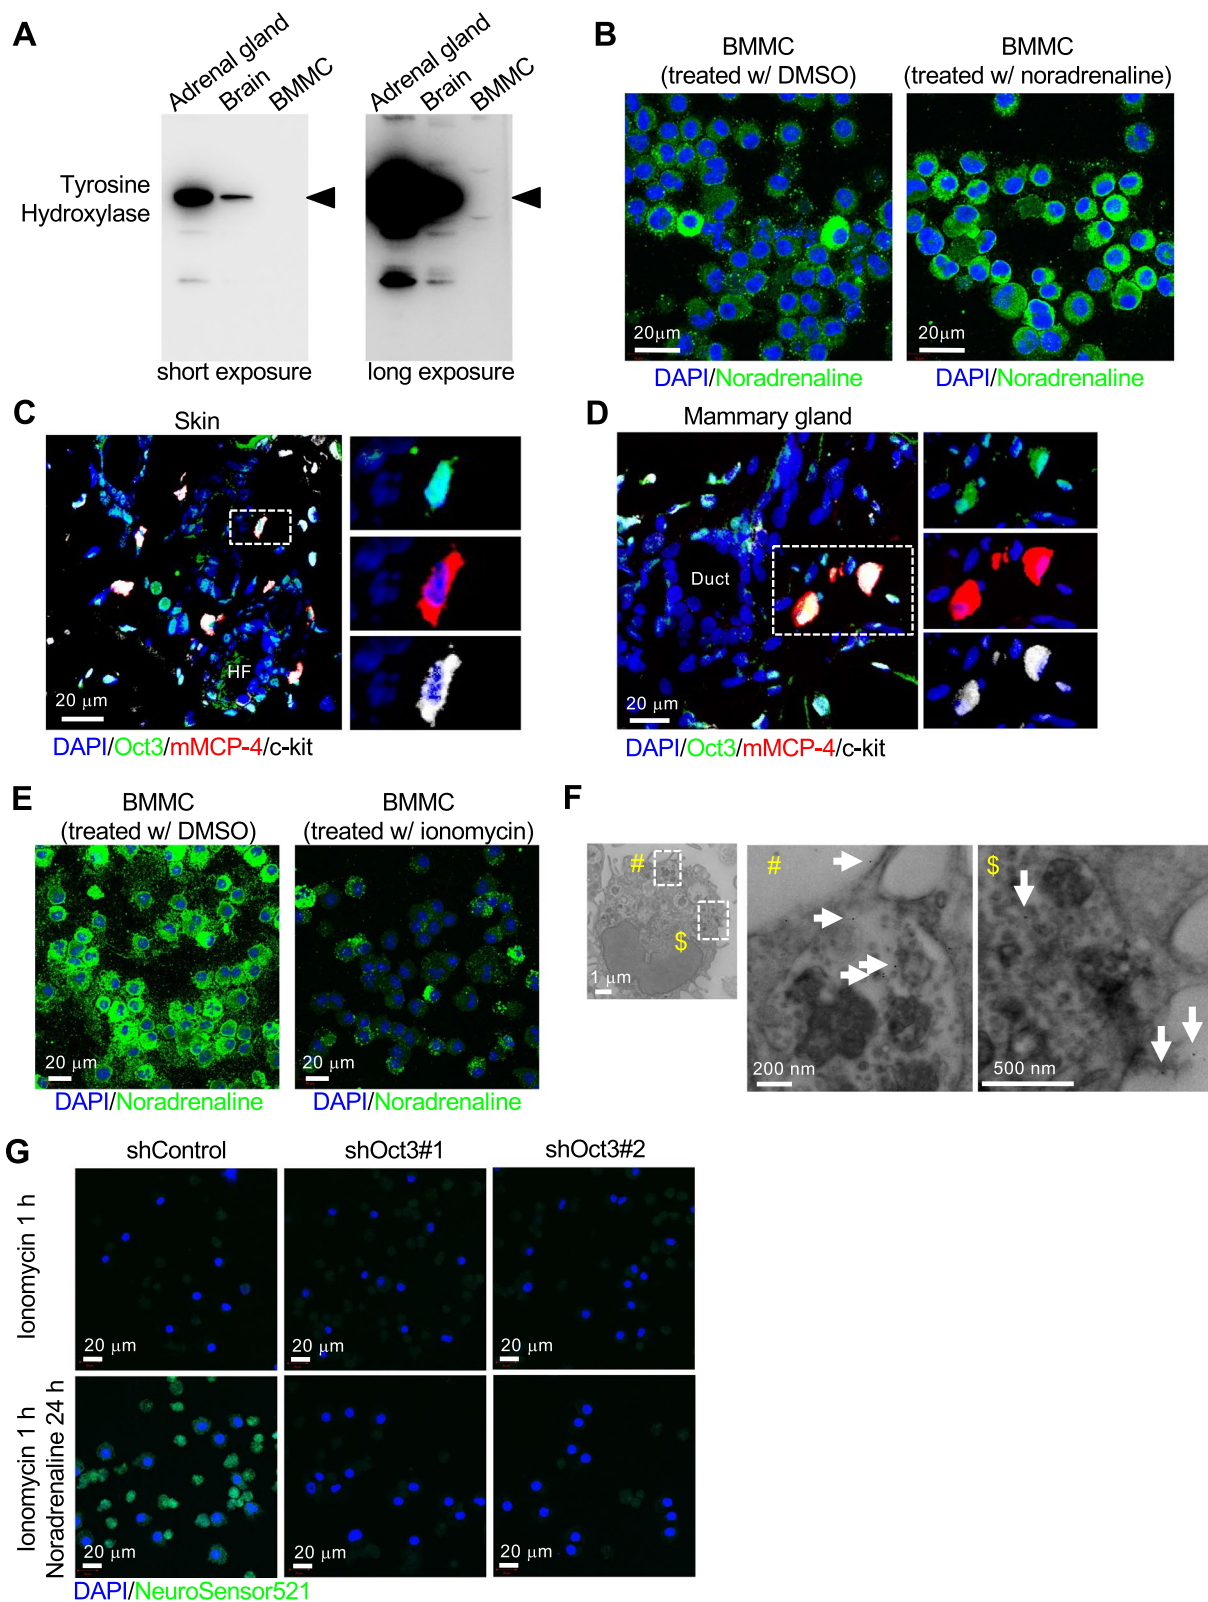 A
Adrenal gland
Brain
BMMC
Adrenal gland
Brain
BMMC
Tyrosine
Hydroxylase
short exposure
long exposure
B
BMMC
(treated w/ DMSO)
BMMC
(treated w/ noradrenaline)
20μm
20μm
DAPI/Noradrenaline
DAPI/Noradrenaline
C
Skin
HF
20 μm
DAPI/Oct3/mMCP-4/c-kit
D
Mammary gland
Duct
20 μm
DAPI/Oct3/mMCP-4/c-kit
E
BMMC
(treated w/ DMSO)
BMMC
(treated w/ ionomycin)
20 μm
20 μm
DAPI/Noradrenaline
DAPI/Noradrenaline
F
#
$
1 μm
#
200 nm
$
500 nm
G
shControl
shOct3#1
shOct3#2
Ionomycin 1 h
20 μm
20 μm
20 μm
Ionomycin 1 h
Noradrenaline 24 h
20 μm
20 μm
20 μm
DAPI/NeuroSensor521